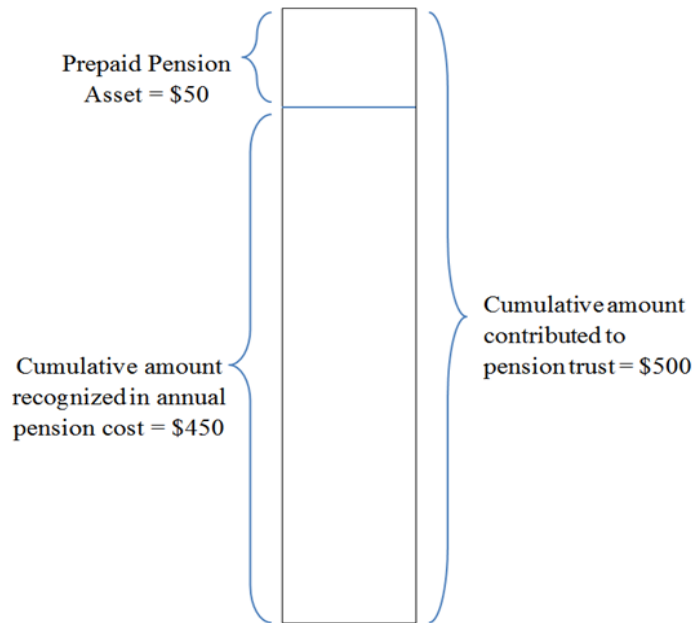 Prepaid Pension
Asset = $50
Cumulative amount
contributed to
pension trust = $500
Cumulative amount
recognized in annual
pension cost = $450